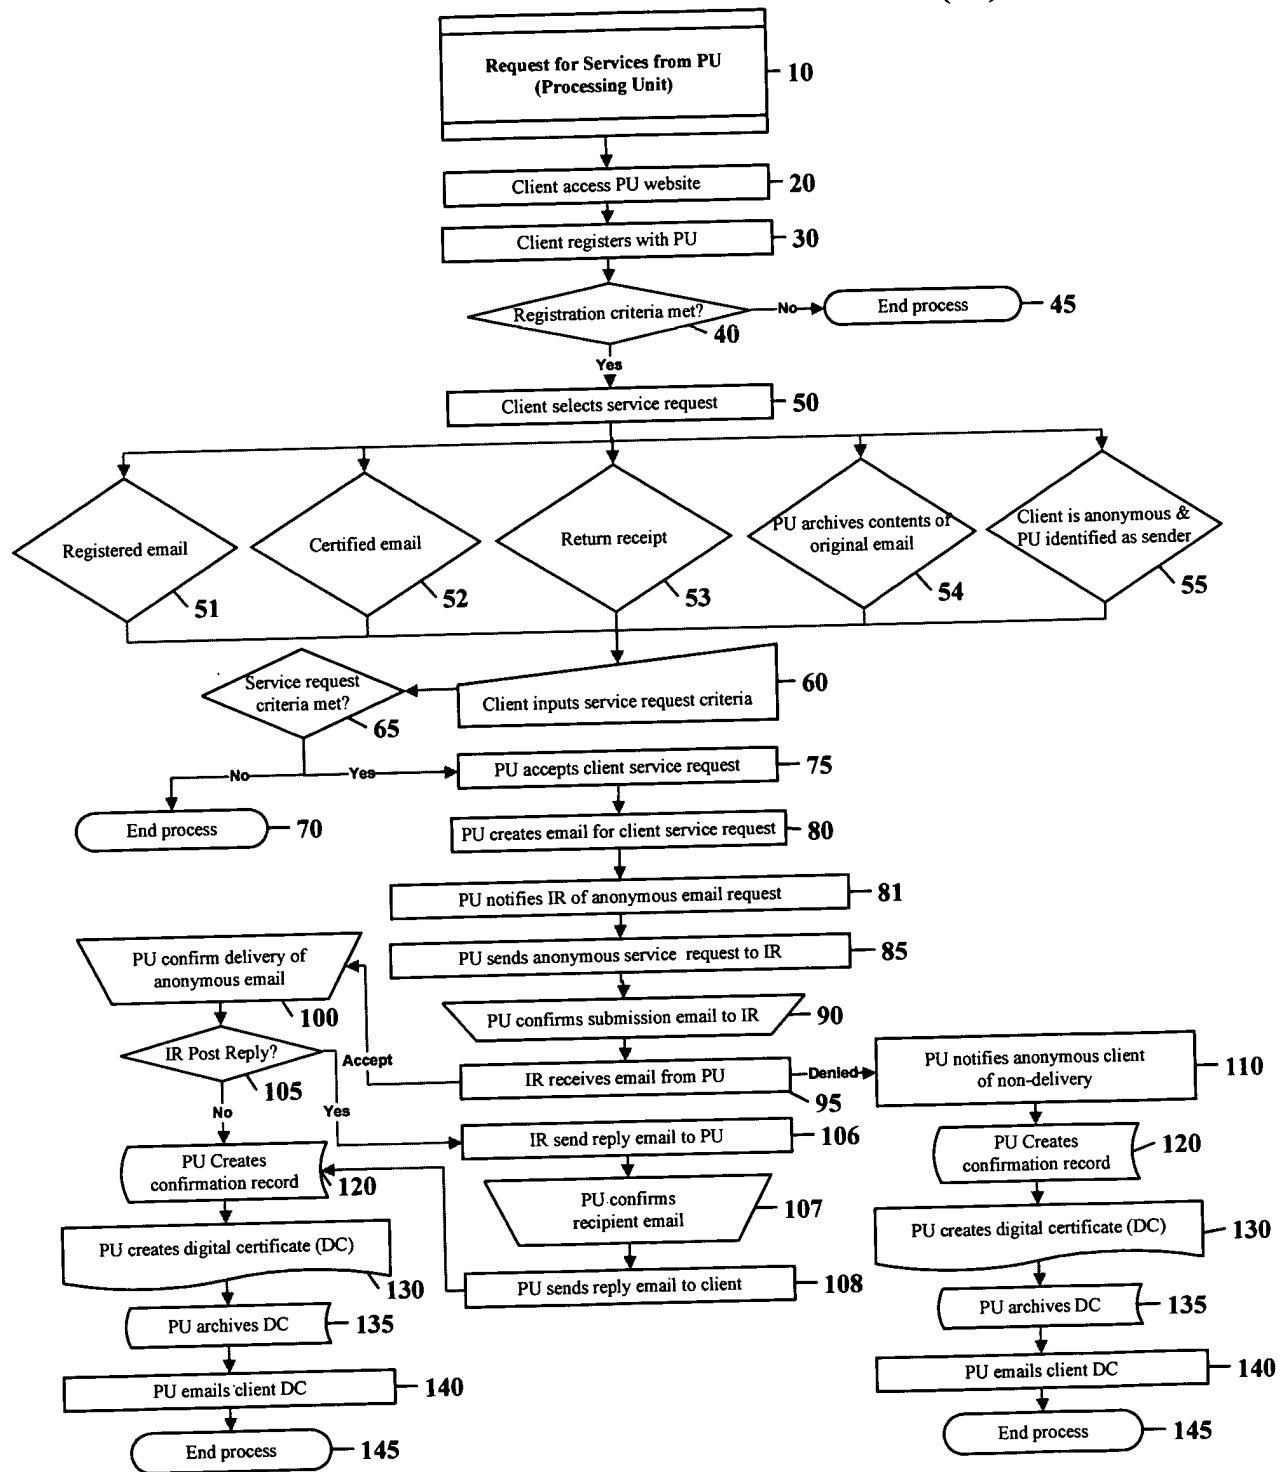 Request for Services from PU
(Processing Unit)
10
Client access PU website
20
Client registers with PU
30
Registration criteria met?
40
No
End process
45
Yes
Client selects service request
50
Registered email
51
Certified email
52
Return receipt
53
PU archives contents of
original email
54
Client is anonymous &
PU identified as sender
55
Client inputs service request criteria
60
Service request
criteria met?
65
No
Yes
End process
70
PU accepts client service request
75
PU creates email for client service request
80
PU notifies IR of anonymous email request
81
PU sends anonymous service request to IR
85
PU confirms submission email to IR
90
IR receives email from PU
95
Accept
Denied
PU confirm delivery of
anonymous email
100
IR Post Reply?
105
No
Yes
IR send reply email to PU
106
PU confirms
recipient email
107
PU sends reply email to client
108
PU Creates
confirmation record
120
PU creates digital certificate (DC)
130
PU archives DC
135
PU emails client DC
140
End process
145
PU notifies anonymous client
of non-delivery
110
PU Creates
confirmation record
120
PU creates digital certificate (DC)
130
PU archives DC
135
PU emails client DC
140
End process
145